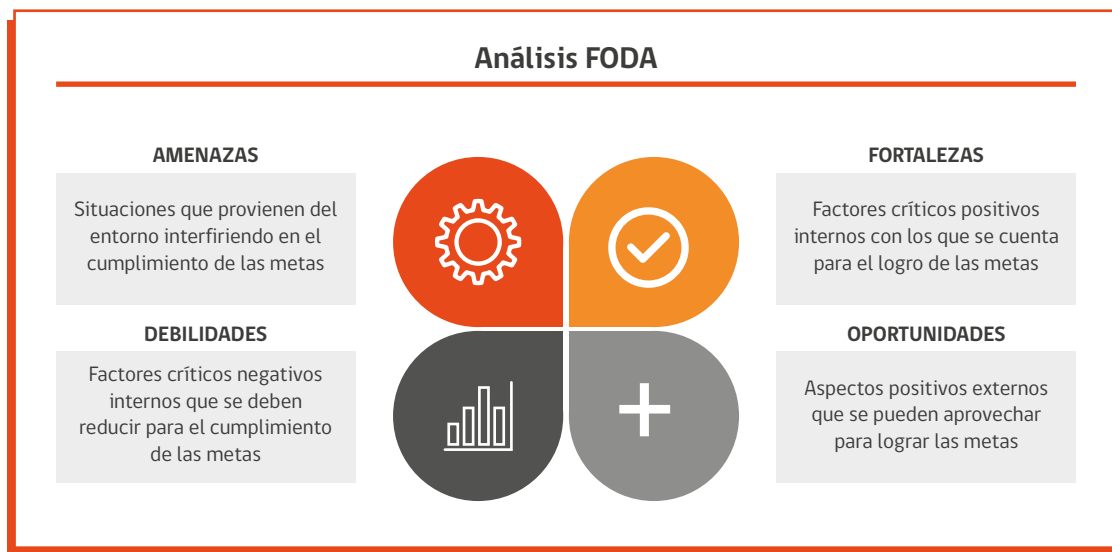 Análisis FODA
AMENAZAS
Situaciones que provienen del
entorno interfiriendo en el
cumplimiento de las metas
FORTALEZAS
Factores críticos positivos
internos con los que se cuenta
para el logro de las metas
DEBILIDADES
Factores críticos negativos
internos que se deben
reducir para el cumplimiento
de las metas
OPORTUNIDADES
Aspectos positivos externos
que se pueden aprovechar
para lograr las metas